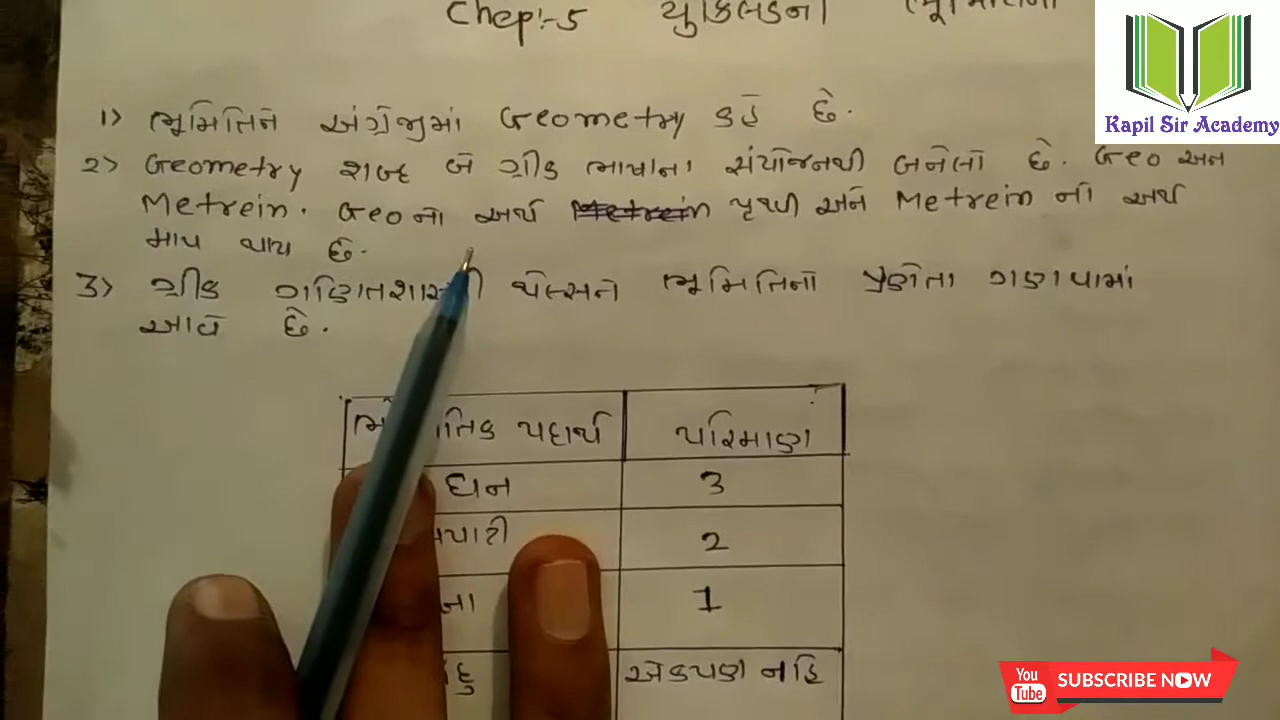 Chep:-5 યુક્લિડની ભૂમિતિના
Kapil Sir Academy
1) ભૂમિતિને અંગ્રેજીમાં Geometry કહે છે.
2) Geometry શબ્દ બે ગ્રીક ભાષાના સંયોજનથી બનેલો છે. Geo અને
Metrein. Geoનો અર્થ Metrein પૃથ્વી અને Metrein નો અર્થ
માપ થાય છે.
3) ગ્રીક ગણિતશાસ્ત્રી થેલ્સને ભૂમિતિનો પ્રણેતા ગણવામાં
આવે છે.
પદાર્થ પરિમાણ
ઘન 3
2
1
એકપણ નહિ
You Tube SUBSCRIBE NOW